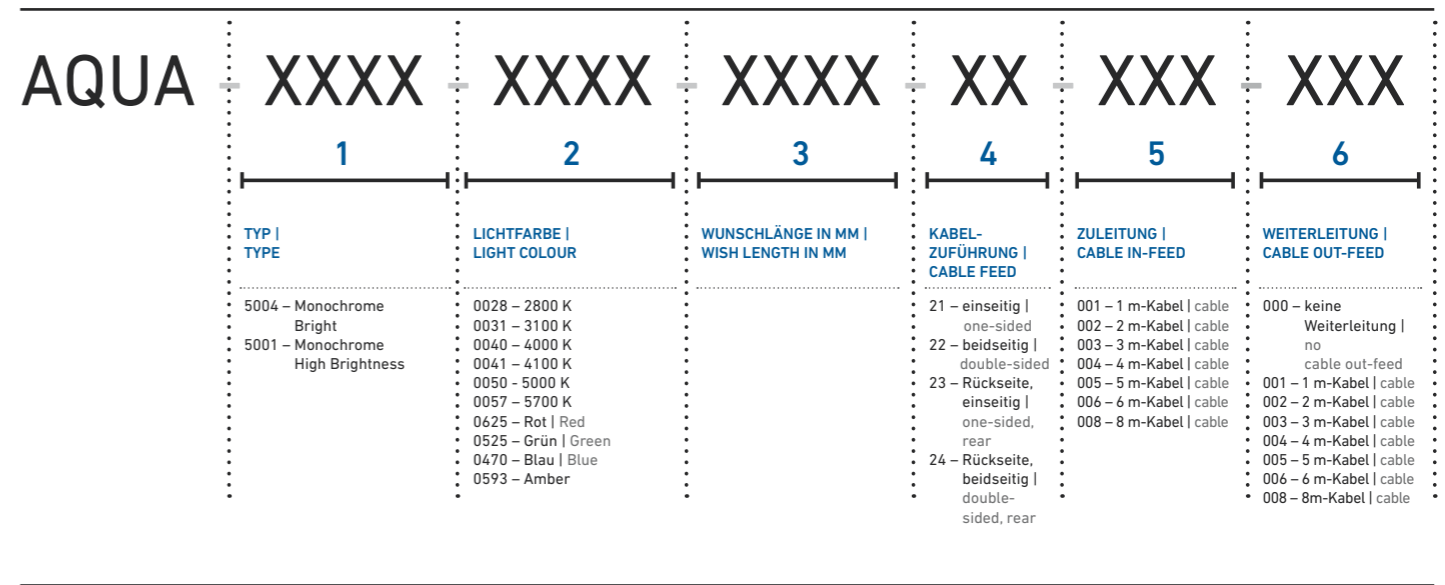 AQUA - XXXX - XXXX - XXXX - XX - XXX - XXX
1
2
3
4
5
6
TYP |
TYPE
LICHTFARBE |
LIGHT COLOUR
WUNSCHLÄNGE IN MM |
WISH LENGTH IN MM
KABEL-
ZUFÜHRUNG |
CABLE FEED
ZULEITUNG |
CABLE IN-FEED
WEITERLEITUNG |
CABLE OUT-FEED
5004 – Monochrome
Bright
5001 – Monochrome
High Brightness
0028 – 2800 K
0031 – 3100 K
0040 – 4000 K
0041 – 4100 K
0050 - 5000 K
0057 – 5700 K
0625 – Rot | Red
0525 – Grün | Green
0470 – Blau | Blue
0593 – Amber
21 – einseitig |
one-sided
22 – beidseitig |
double-sided
23 – Rückseite,
einseitig |
one-sided,
rear
24 – Rückseite,
beidseitig |
double-
sided, rear
001 – 1 m-Kabel | cable
002 – 2 m-Kabel | cable
003 – 3 m-Kabel | cable
004 – 4 m-Kabel | cable
005 – 5 m-Kabel | cable
006 – 6 m-Kabel | cable
008 – 8 m-Kabel | cable
000 – keine
Weiterleitung |
no
cable out-feed
001 – 1 m-Kabel | cable
002 – 2 m-Kabel | cable
003 – 3 m-Kabel | cable
004 – 4 m-Kabel | cable
005 – 5 m-Kabel | cable
006 – 6 m-Kabel | cable
008 – 8m-Kabel | cable